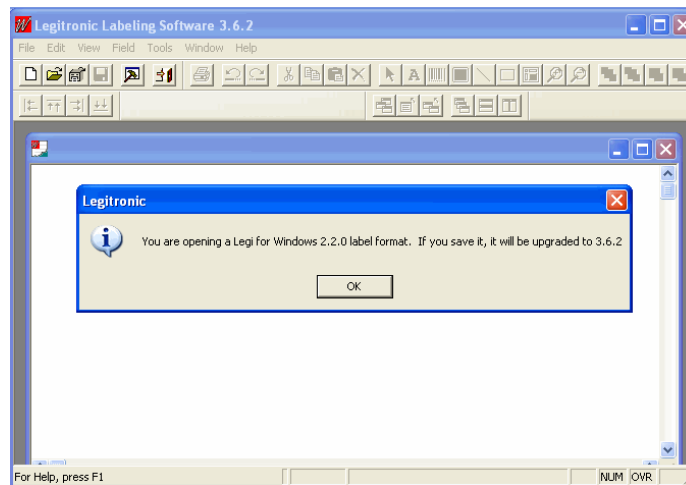 Legitronic Labeling Software 3.6.2
File Edit View Field Tools Window Help
A
Legitronic
You are opening a Legi for Windows 2.2.0 label format. If you save it, it will be upgraded to 3.6.2
OK
For Help, press F1
NUM OVR